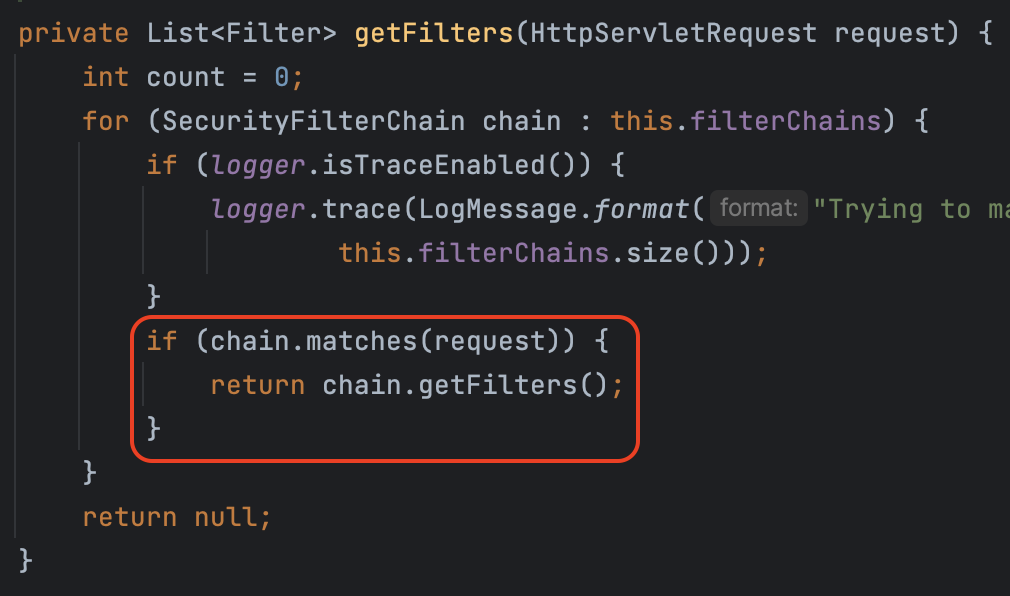 private List<Filter> getFilters(HttpServletRequest request) {
int count = 0;
for (SecurityFilterChain chain : this.filterChains) {
if (logger.isTraceEnabled()) {
logger.trace(LogMessage.format( format: "Trying to
this.filterChains.size()));
}
if (chain.matches(request)) {
return chain.getFilters();
}
}
return null;
}